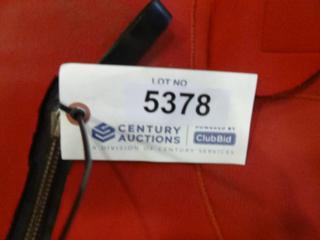 LOT NO
5378
CENTURY AUCTIONS
POWERED BY
ClubBid
A DIVISION OF CENTURY SERVICES